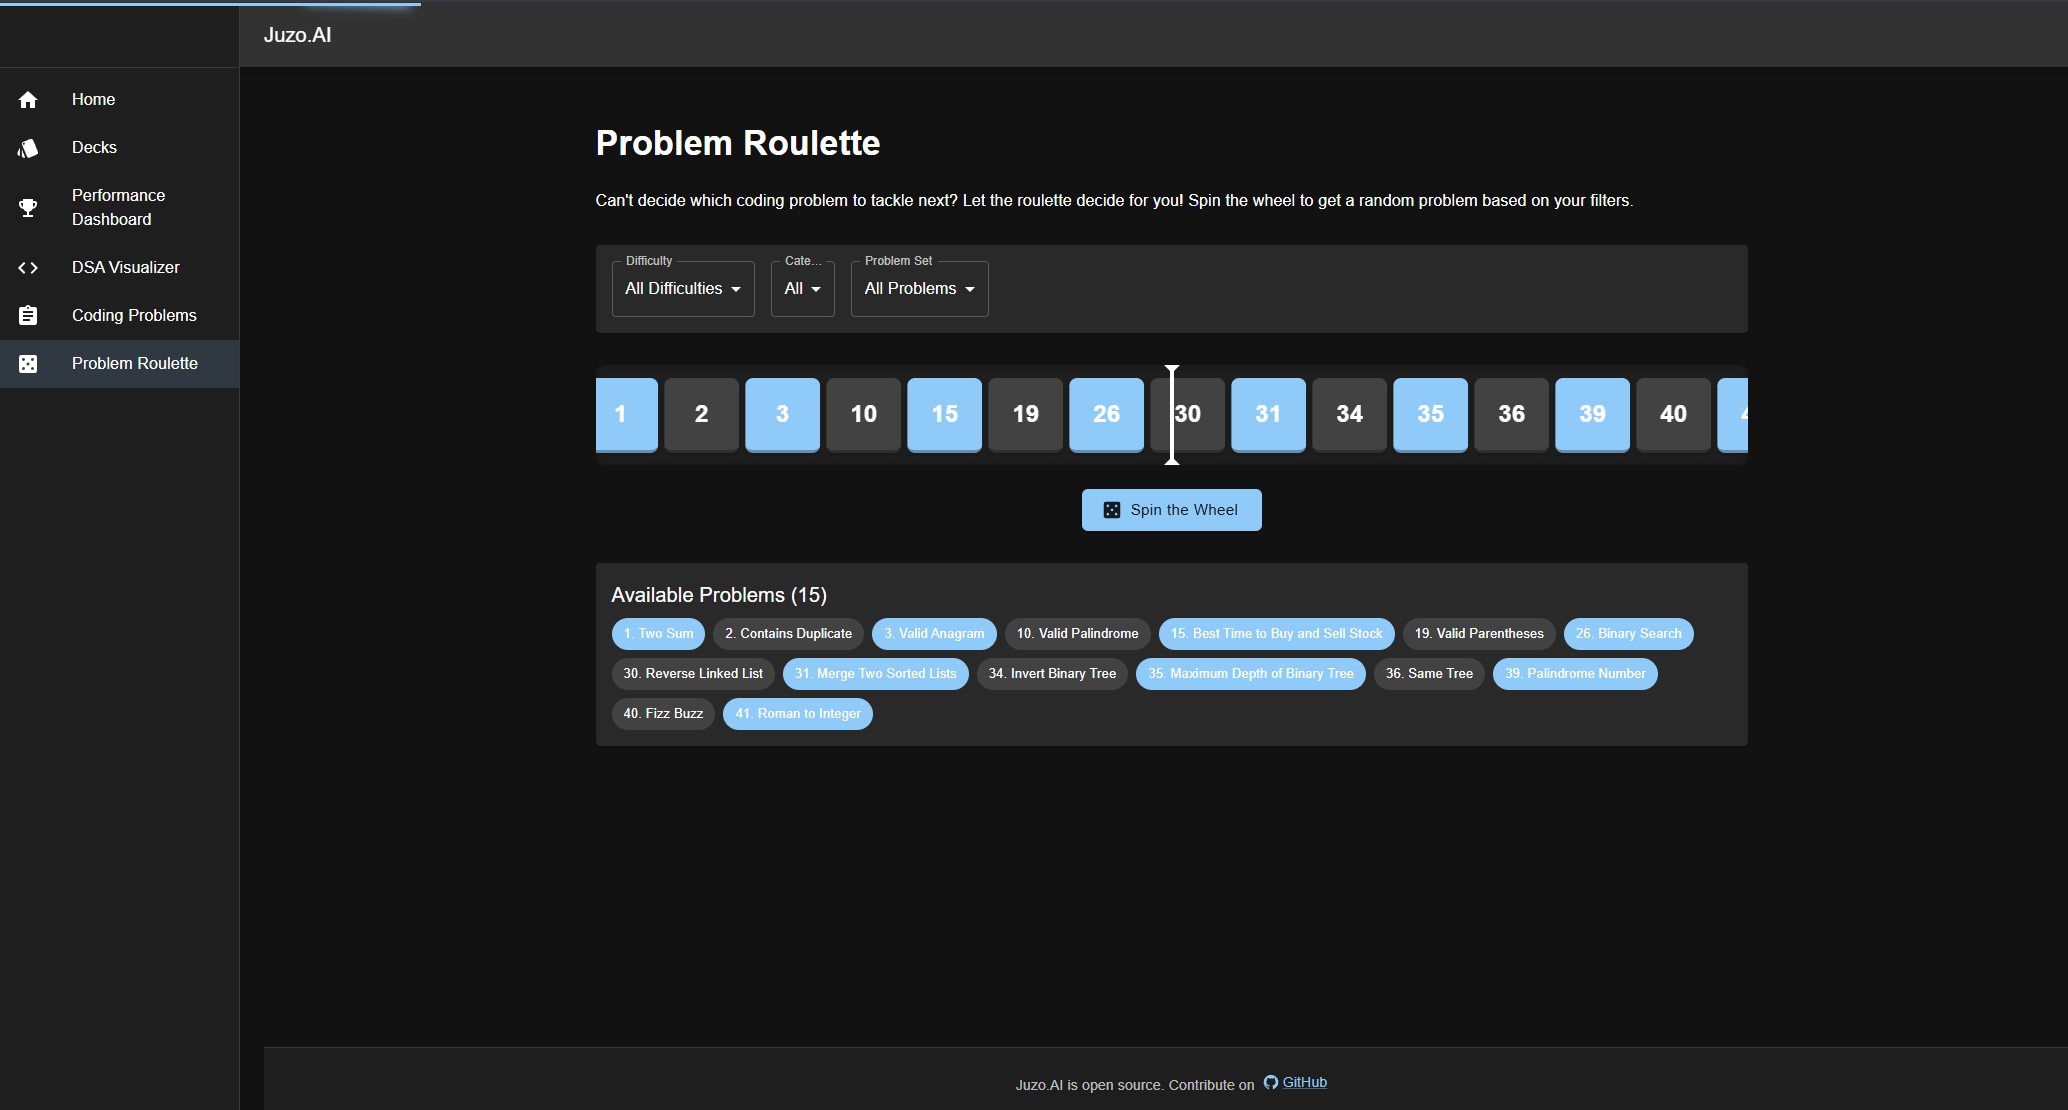 Juzo.AI
Home
Decks
Performance
Dashboard
DSA Visualizer
Coding Problems
Problem Roulette
Problem Roulette
Can't decide which coding problem to tackle next? Let the roulette decide for you! Spin the wheel to get a random problem based on your filters.
Difficulty Cate... Problem Set
All Difficulties All All Problems
1 2 3 10 15 19 26 30 31 34 35 36 39 40
Spin the Wheel
Available Problems (15)
1. Two Sum 2. Contains Duplicate 3. Valid Anagram 10. Valid Palindrome 15. Best Time to Buy and Sell Stock 19. Valid Parentheses 26. Binary Search
30. Reverse Linked List 31. Merge Two Sorted Lists 34. Invert Binary Tree 35. Maximum Depth of Binary Tree 36. Same Tree 39. Palindrome Number
40. Fizz Buzz 41. Roman to Integer
Juzo.AI is open source. Contribute on GitHub